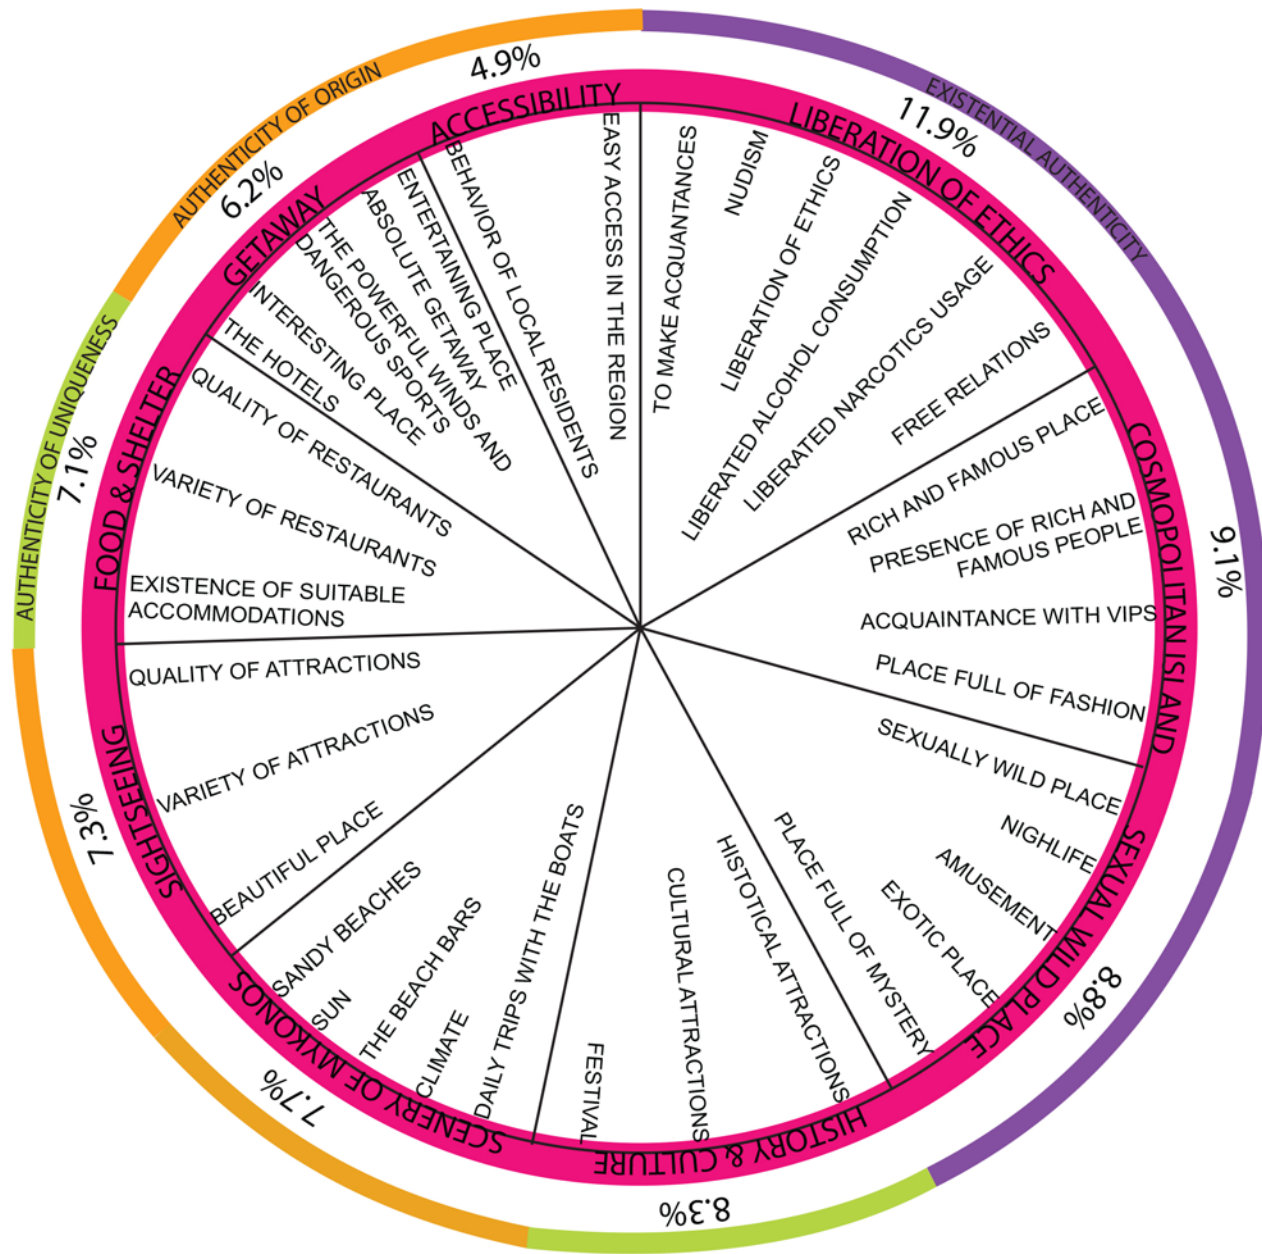 EXISTENTIAL AUTHENTICITY
11.9%
LIBERATION OF ETHICS
TO MAKE ACQUANTANCES
NUDISM
LIBERATION OF ETHICS
LIBERATED ALCOHOL CONSUMPTION
LIBERATED NARCOTICS USAGE
FREE RELATIONS
9.1%
COSMOPOLITAN ISLAND
RICH AND FAMOUS PLACE
PRESENCE OF RICH AND
FAMOUS PEOPLE
ACQUAINTANCE WITH VIPS
PLACE FULL OF FASHION
8.8%
SEXUAL WILD PLACE
SEXUALLY WILD PLACE
NIGHLIFE
AMUSEMENT
EXOTIC PLACE
PLACE FULL OF MYSTERY
8.3%
HISTORY & CULTURE
HISTOTICAL ATTRACTIONS
CULTURAL ATTRACTIONS
FESTIVAL
7.7%
SCENERY OF MYKONOS
DAILY TRIPS WITH THE BOATS
CLIMATE
THE BEACH BARS
SUN
SANDY BEACHES
7.3%
SIGHTSEEING
BEAUTIFUL PLACE
VARIETY OF ATTRACTIONS
QUALITY OF ATTRACTIONS
AUTHENTICITY OF UNIQUENESS
7.1%
FOOD & SHELTER
EXISTENCE OF SUITABLE
ACCOMMODATIONS
VARIETY OF RESTAURANTS
QUALITY OF RESTAURANTS
AUTHENTICITY OF ORIGIN
6.2%
GETAWAY
THE HOTELS
INTERESTING PLACE
THE POWERFUL WINDS AND
DANGEROUS SPORTS
ABSOLUTE GETAWAY
ENTERTAINING PLACE
4.9%
ACCESSIBILITY
BEHAVIOR OF LOCAL RESIDENTS
EASY ACCESS IN THE REGION